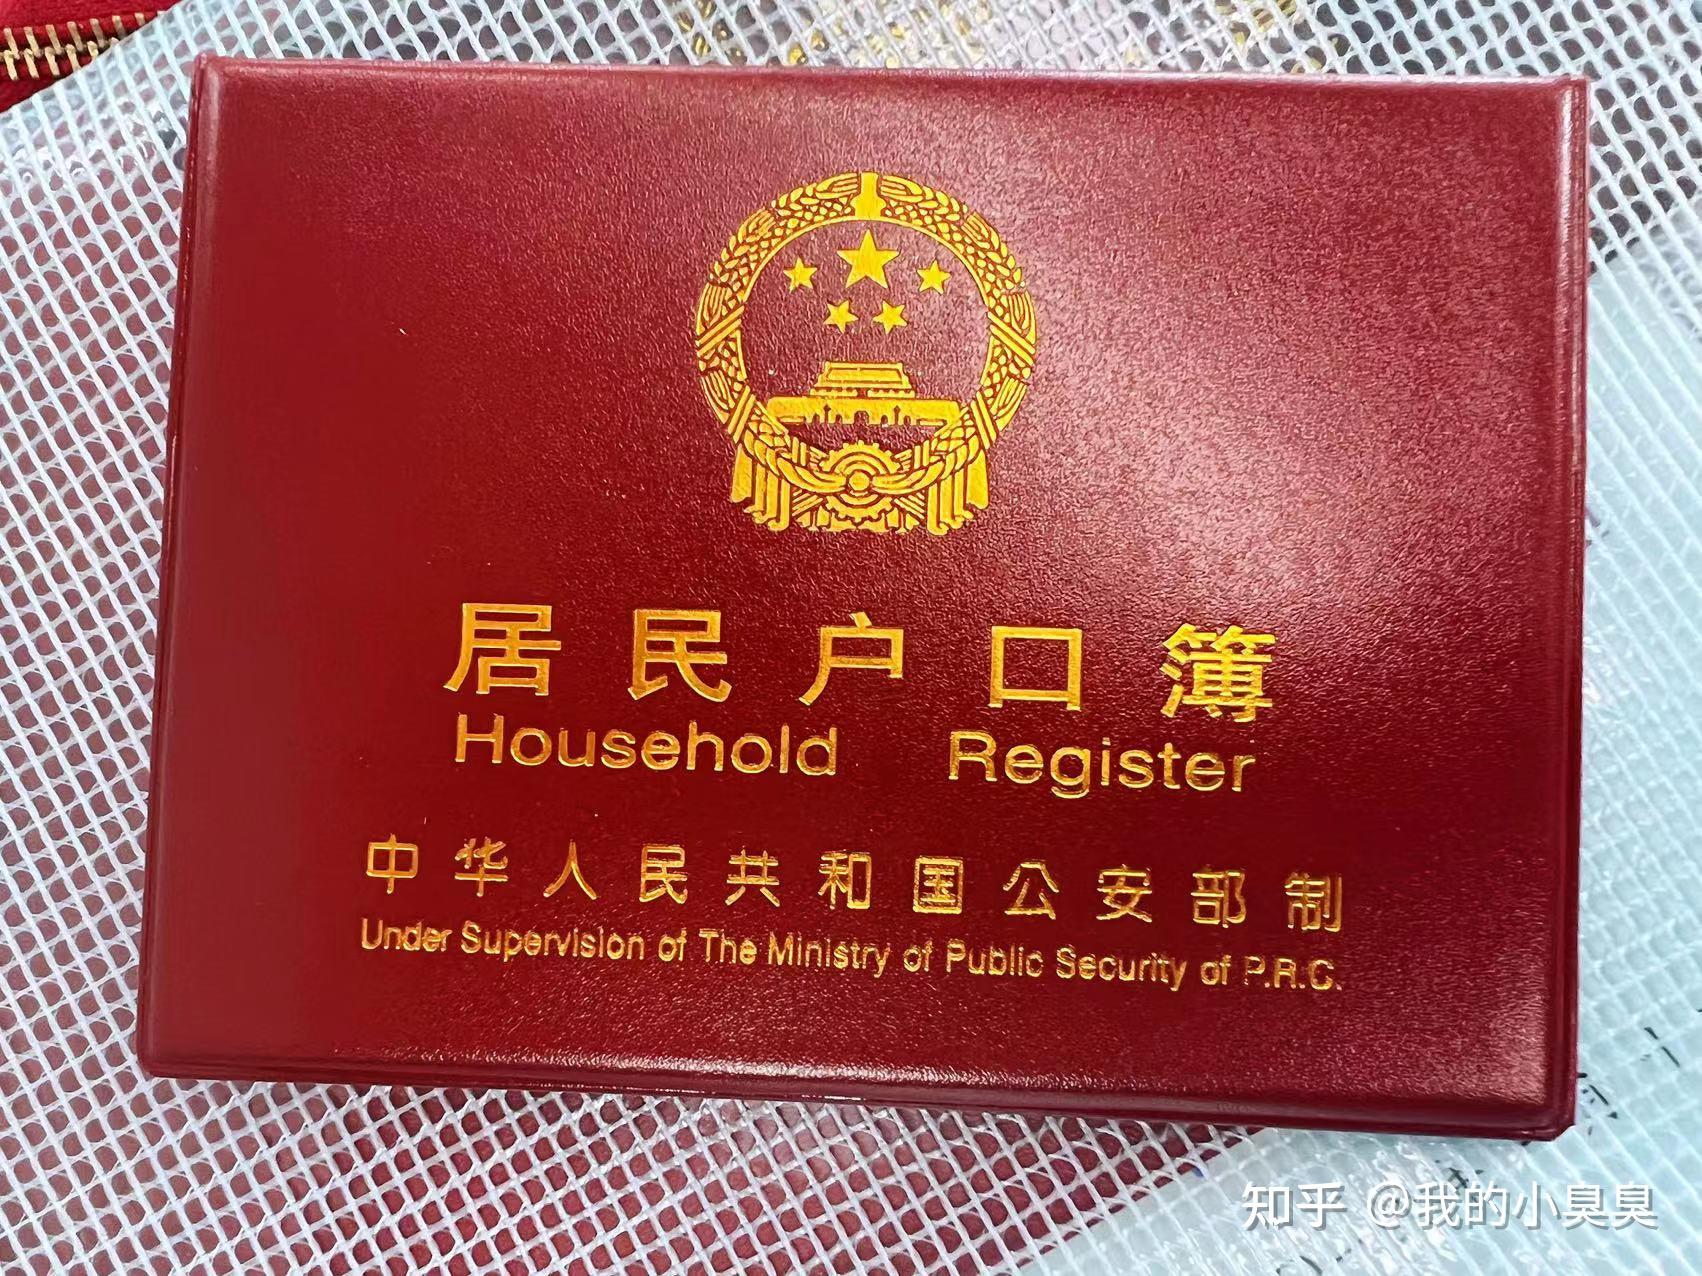 居民户口簿
Household Register
中华人民共和国公安部制
Under Supervision of The Ministry of Public Security of P.R.C.
知乎 @我的小臭臭